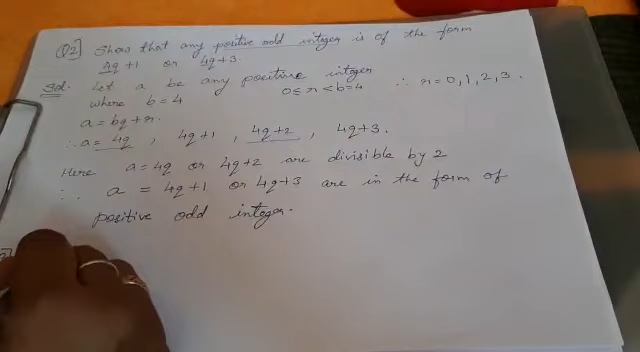 Q2] Show that any positive odd integer is of the form
4q+1 or 4q+3.
Sol. Let a be any positive integer
where b=4 0≤r<b=4 ∴ r=0,1,2,3.
a=bq+r.
∴ a=4q, 4q+1, 4q+2, 4q+3.
Here a=4q or 4q+2 are divisible by 2
∴ a = 4q+1 or 4q+3 are in the form of
positive odd integer.